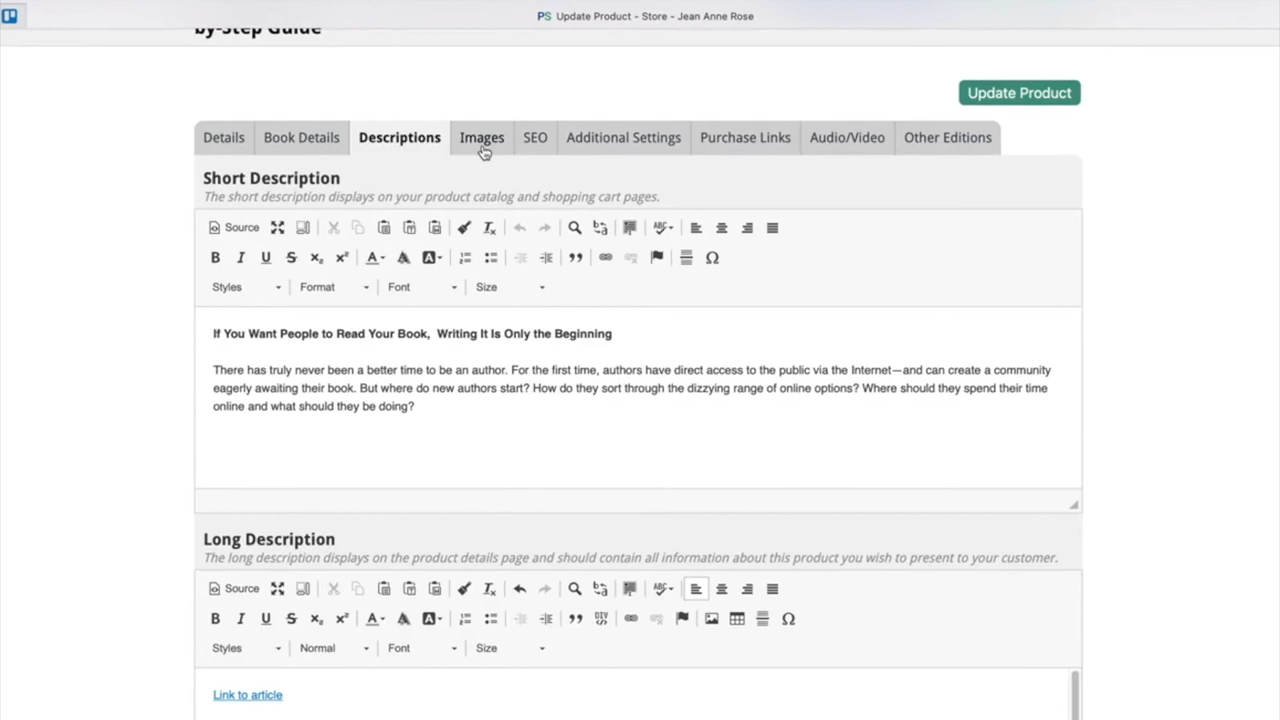 PS Update Product - Store - Jean Anne Rose
by-Step Guide
Update Product
Details Book Details Descriptions Images SEO Additional Settings Purchase Links Audio/Video Other Editions
Short Description
The short description displays on your product catalog and shopping cart pages.
Source ABC
B I U S x₂ x² A A Ω
Styles Format Font Size
If You Want People to Read Your Book, Writing It Is Only the Beginning
There has truly never been a better time to be an author. For the first time, authors have direct access to the public via the Internet—and can create a community
eagerly awaiting their book. But where do new authors start? How do they sort through the dizzying range of online options? Where should they spend their time
online and what should they be doing?
Long Description
The long description displays on the product details page and should contain all information about this product you wish to present to your customer.
Source ABC
B I U S x₂ x² A A DIV Ω
Styles Normal Font Size
Link to article